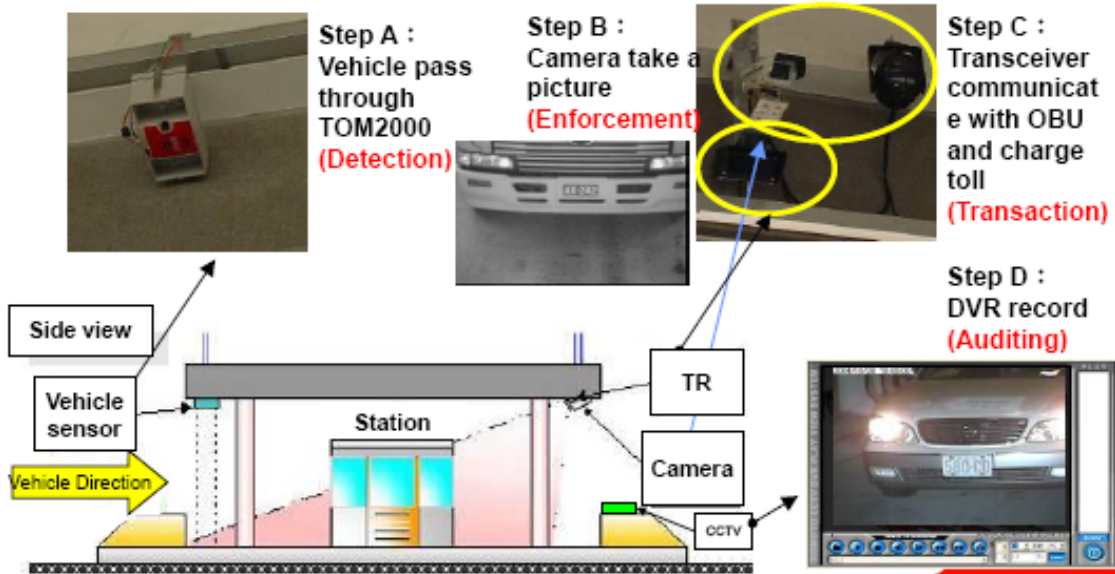 Step A：
Vehicle pass
through
TOM2000
(Detection)
Step B：
Camera take a
picture
(Enforcement)
Step C：
Transceiver
communicat
e with OBU
and charge
toll
(Transaction)
Step D：
DVR record
(Auditing)
Side view
Vehicle
sensor
Vehicle Direction
Station
TR
Camera
CCTV
PLAY